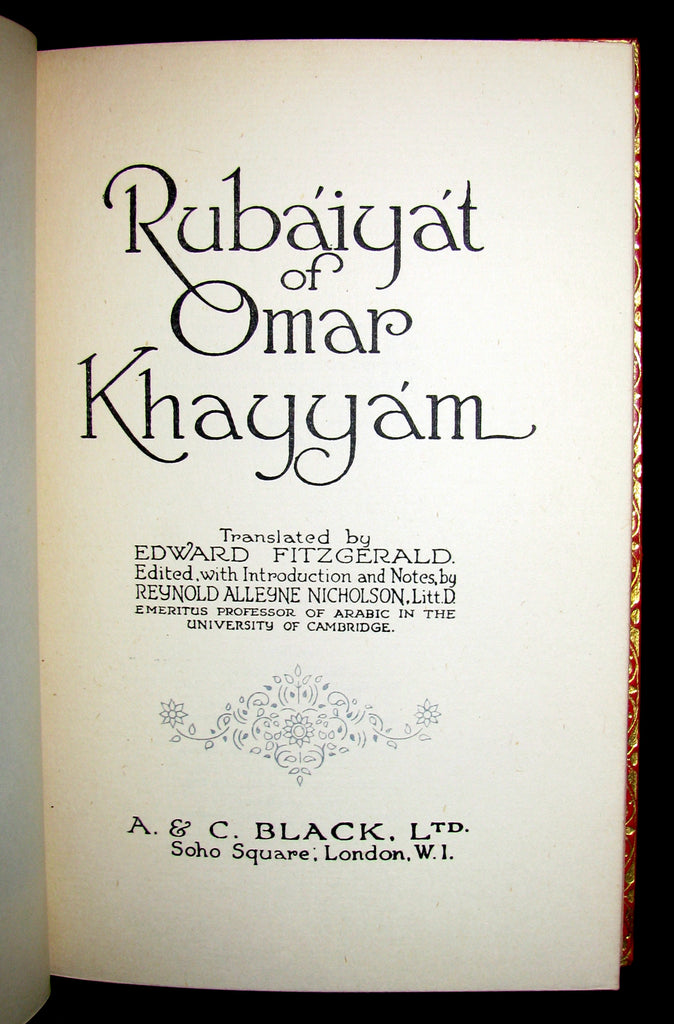 Rubáiyát
of
Omar
Khayyám
Translated by
EDWARD FITZGERALD.
Edited, with Introduction and Notes, by
REYNOLD ALLEYNE NICHOLSON, Litt.D.
EMERITUS PROFESSOR OF ARABIC IN THE
UNIVERSITY OF CAMBRIDGE.
A. & C. BLACK, LTD.
Soho Square, London, W.1.